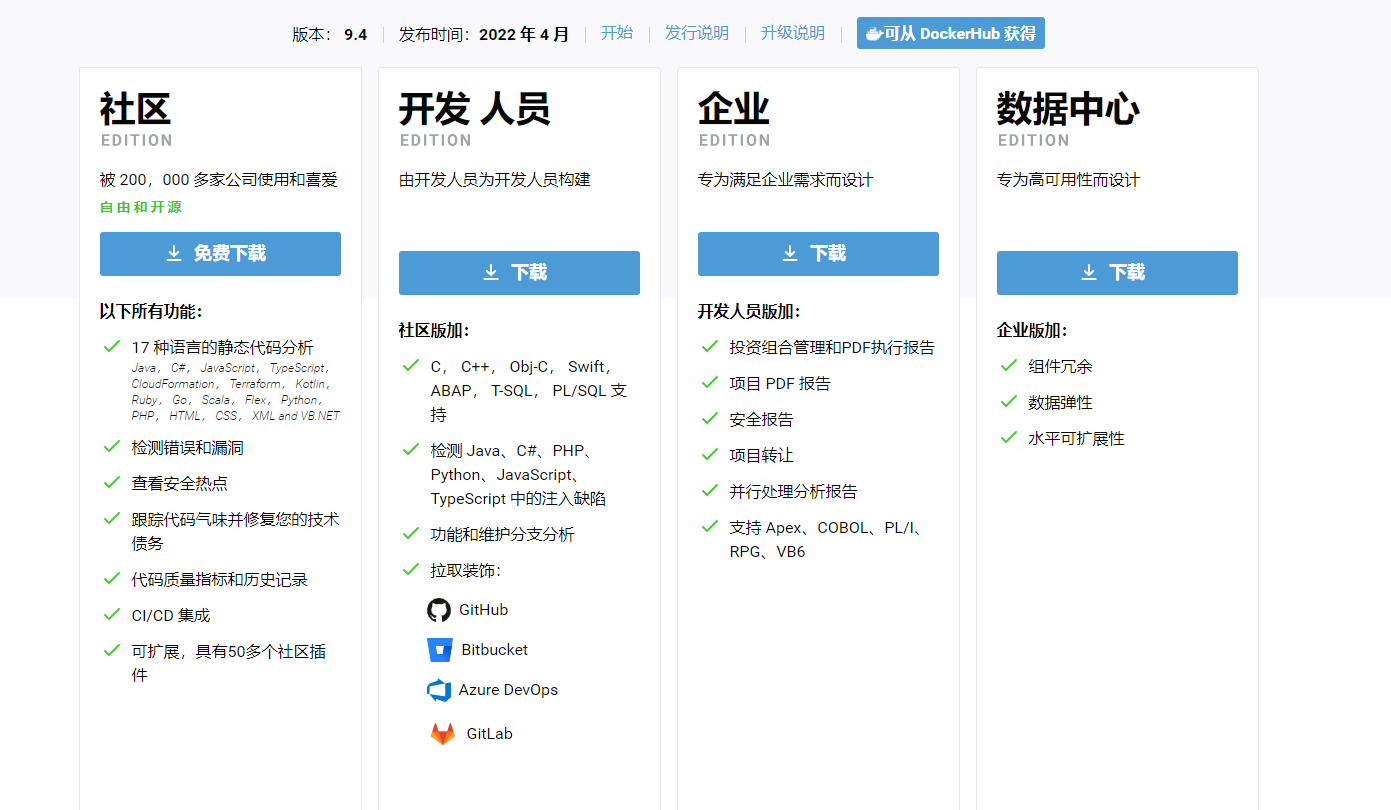 版本： 9.4 发布时间：2022 年 4 月 开始 发行说明 升级说明 可从 DockerHub 获得
社区
EDITION
被 200，000 多家公司使用和喜爱
自由和开源
免费下载
以下所有功能：
17 种语言的静态代码分析
Java， C#， JavaScript， TypeScript，
CloudFormation， Terraform， Kotlin，
Ruby， Go， Scala， Flex， Python，
PHP， HTML， CSS， XML and VB.NET
检测错误和漏洞
查看安全热点
跟踪代码气味并修复您的技术
债务
代码质量指标和历史记录
CI/CD 集成
可扩展，具有50多个社区插
件
开发 人员
EDITION
由开发人员为开发人员构建
下载
社区版加：
C， C++， Obj-C， Swift，
ABAP， T-SQL， PL/SQL 支
持
检测 Java、C#、PHP、
Python、JavaScript、
TypeScript 中的注入缺陷
功能和维护分支分析
拉取装饰：
GitHub
Bitbucket
Azure DevOps
GitLab
企业
EDITION
专为满足企业需求而设计
下载
开发人员版加：
投资组合管理和PDF执行报告
项目 PDF 报告
安全报告
项目转让
并行处理分析报告
支持 Apex、COBOL、PL/I、
RPG、VB6
数据中心
EDITION
专为高可用性而设计
下载
企业版加：
组件冗余
数据弹性
水平可扩展性